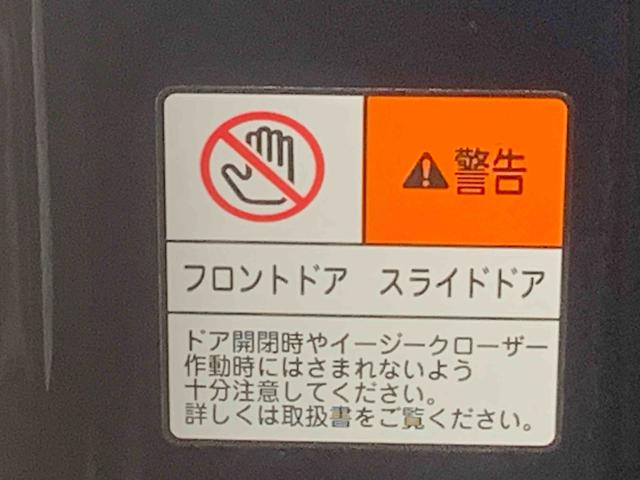 警告
フロントドア　スライドドア
ドア開閉時やイージークローザー
作動時にはさまれないよう
十分注意してください。
詳しくは取扱書をご覧ください。